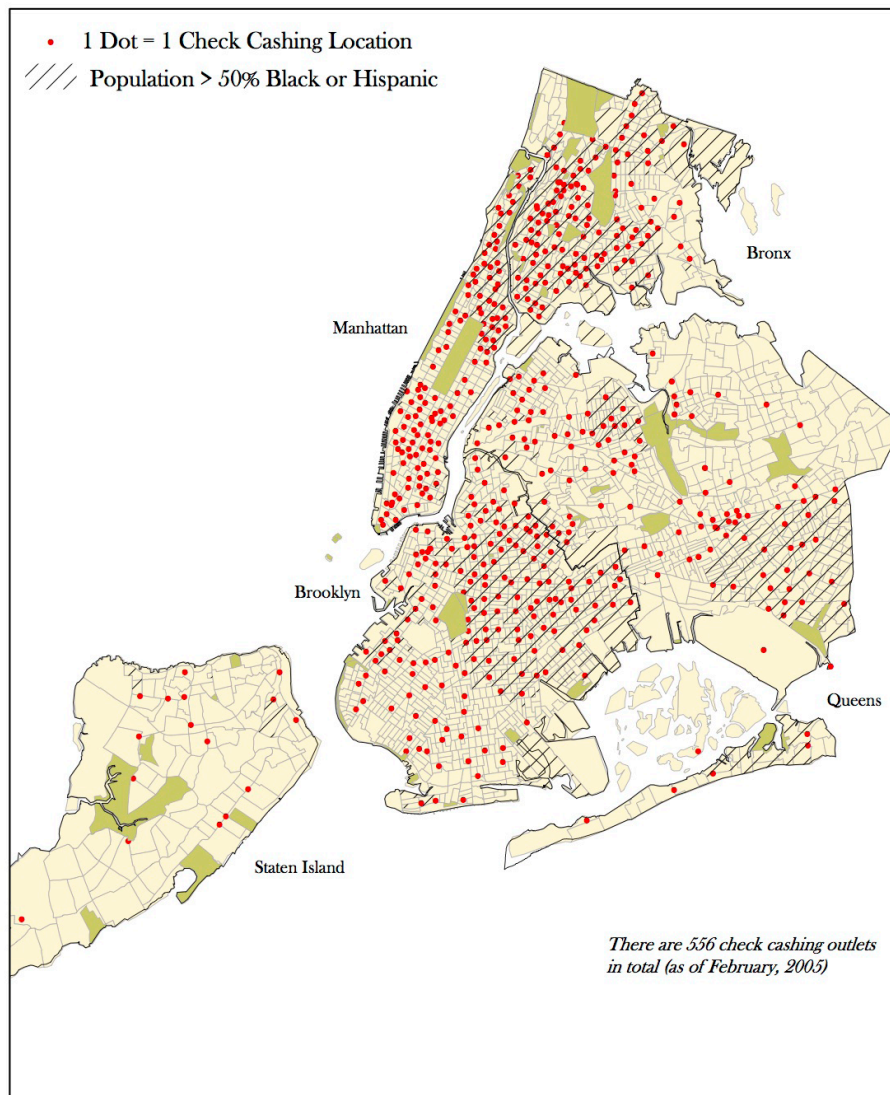 1 Dot = 1 Check Cashing Location
Population > 50% Black or Hispanic
Bronx
Manhattan
Brooklyn
Queens
Staten Island
There are 556 check cashing outlets
in total (as of February, 2005)